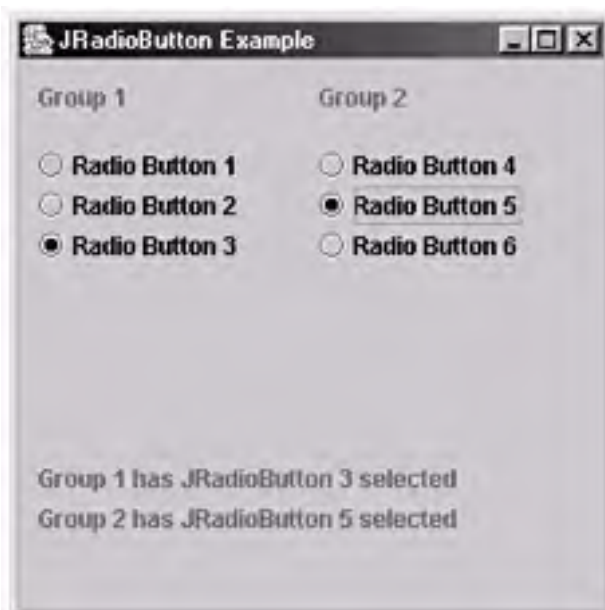 JRadioButton Example
Group 1
Radio Button 1
Radio Button 2
Radio Button 3
Group 2
Radio Button 4
Radio Button 5
Radio Button 6
Group 1 has JRadioButton 3 selected
Group 2 has JRadioButton 5 selected